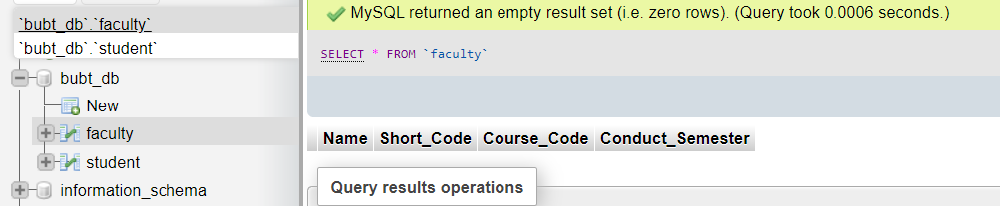 `bubt_db`.`faculty`
`bubt_db`.`student`
bubt_db
New
faculty
student
information_schema
MySQL returned an empty result set (i.e. zero rows). (Query took 0.0006 seconds.)
SELECT * FROM `faculty`
Name Short_Code Course_Code Conduct_Semester
Query results operations